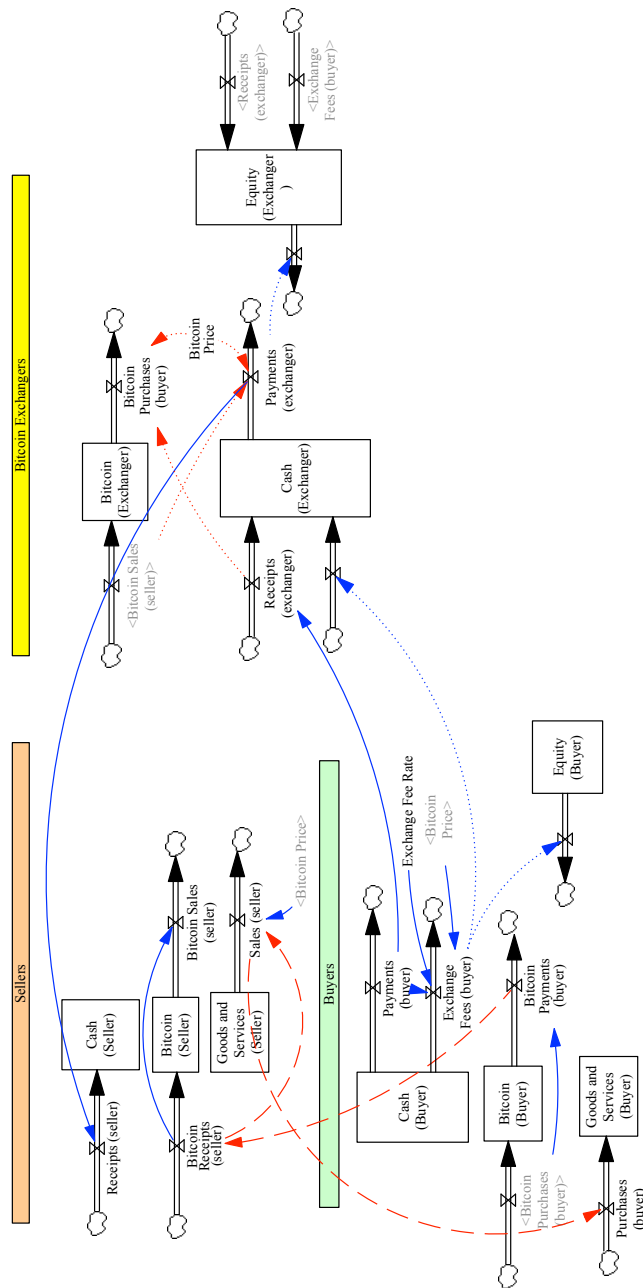 Sellers
Cash
(Seller)
Receipts (seller)
Bitcoin
(Seller)
Bitcoin
Receipts
(seller)
Bitcoin Sales
(seller)
Goods and
Services
(Seller)
Sales (seller)
<Bitcoin Price>
Bitcoin Exchangers
Bitcoin
(Exchanger)
<Bitcoin Sales
(seller)>
Bitcoin
Purchases
(buyer)
Bitcoin
Price
Cash
(Exchanger)
Receipts
(exchanger)
Payments
(exchanger)
Equity
(Exchanger
)
<Receipts
(exchanger)>
<Exchange
Fees (buyer)>
Buyers
Cash
(Buyer)
Payments
(buyer)
Exchange
Fees (buyer)
Exchange Fee Rate
<Bitcoin
Price>
Bitcoin
(Buyer)
<Bitcoin
Purchases
(buyer)>
Bitcoin
Payments
(buyer)
Equity
(Buyer)
Goods and
Services
(Buyer)
Purchases
(buyer)